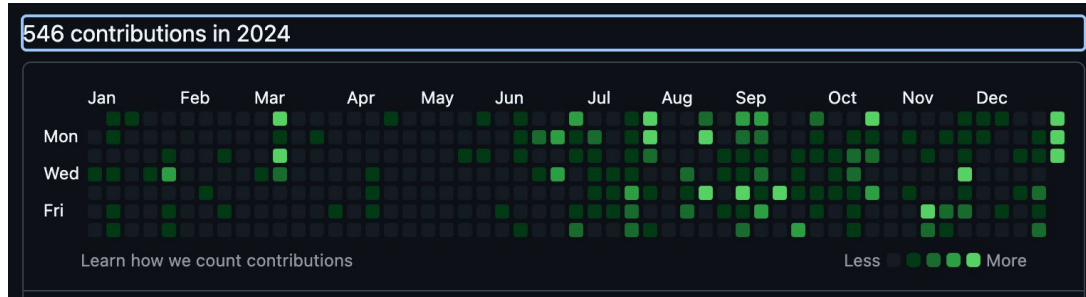 546 contributions in 2024
Jan Feb Mar Apr May Jun Jul Aug Sep Oct Nov Dec
Mon
Wed
Fri
Learn how we count contributions
Less More